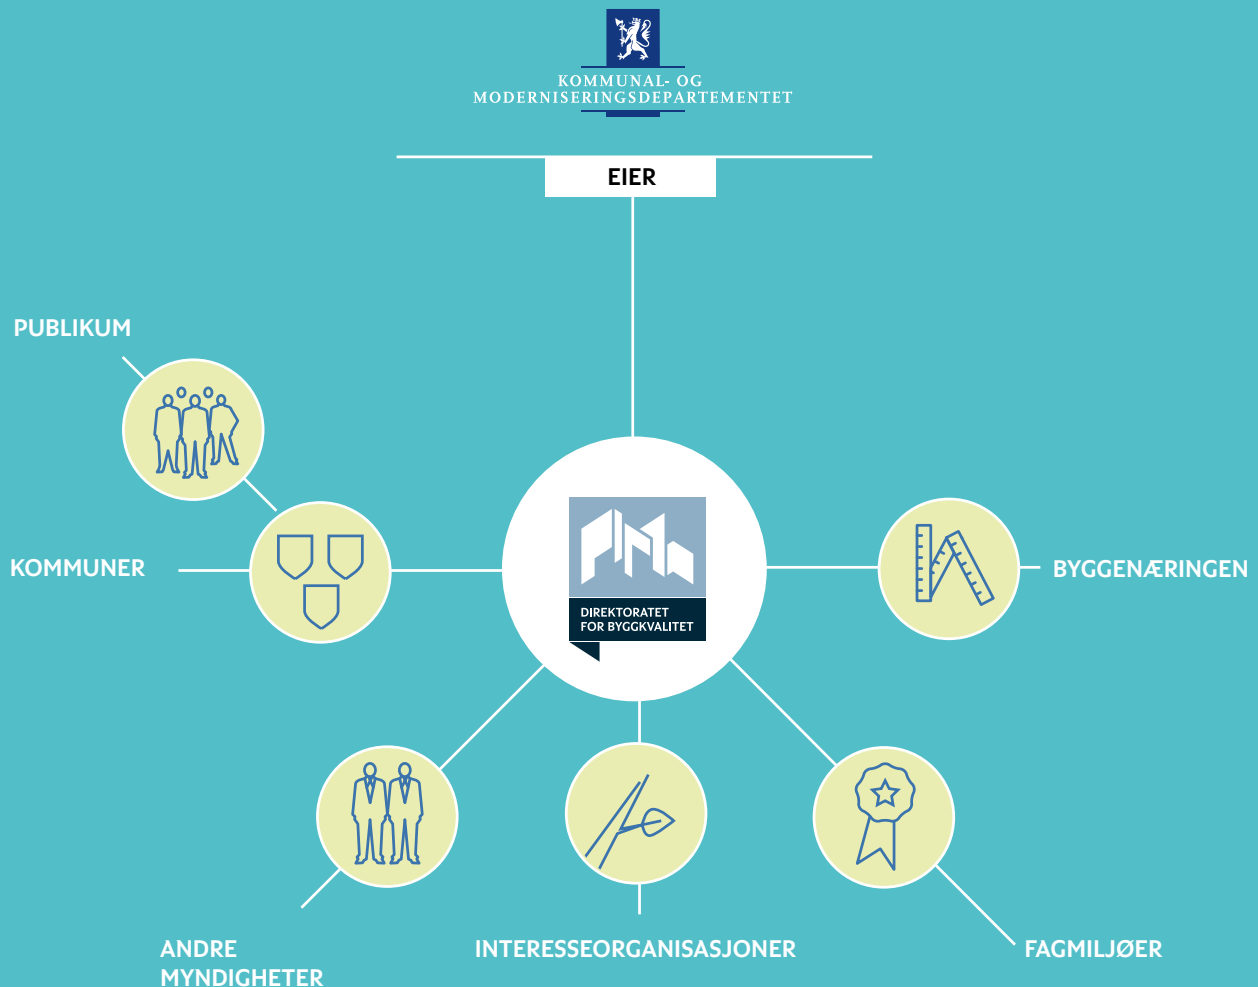 KOMMUNAL- OG
MODERNISERINGSDEPARTEMENTET
EIER
PUBLIKUM
KOMMUNER
DIREKTORATET
FOR BYGGKVALITET
BYGGENÆRINGEN
ANDRE
MYNDIGHETER
INTERESSEORGANISASJONER
FAGMILJØER